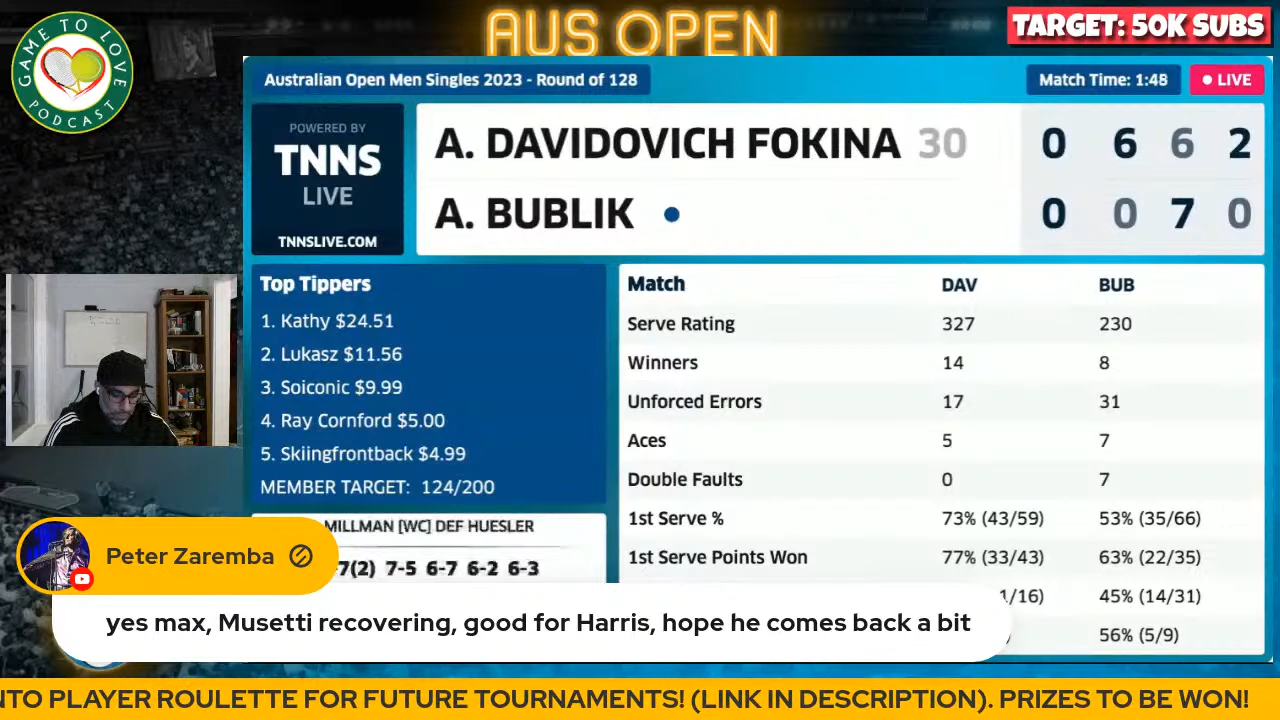 AUS OPEN
TARGET: 50K SUBS
GAME TO LOVE
PODCAST
Australian Open Men Singles 2023 - Round of 128
Match Time: 1:48
LIVE
POWERED BY
TNNS
LIVE
TNNSLIVE.COM
A. DAVIDOVICH FOKINA 30 0 6 6 2
A. BUBLIK 0 0 7 0
Top Tippers
1. Kathy $24.51
2. Lukasz $11.56
3. Soiconic $9.99
4. Ray Cornford $5.00
5. Skiingfrontback $4.99
MEMBER TARGET: 124/200
MILLMAN [WC] DEF HUESLER
7(2) 7-5 6-7 6-2 6-3
Match DAV BUB
Serve Rating 327 230
Winners 14 8
Unforced Errors 17 31
Aces 5 7
Double Faults 0 7
1st Serve % 73% (43/59) 53% (35/66)
1st Serve Points Won 77% (33/43) 63% (22/35)
1/16) 45% (14/31)
56% (5/9)
Peter Zaremba
yes max, Musetti recovering, good for Harris, hope he comes back a bit
NTO PLAYER ROULETTE FOR FUTURE TOURNAMENTS! (LINK IN DESCRIPTION). PRIZES TO BE WON!